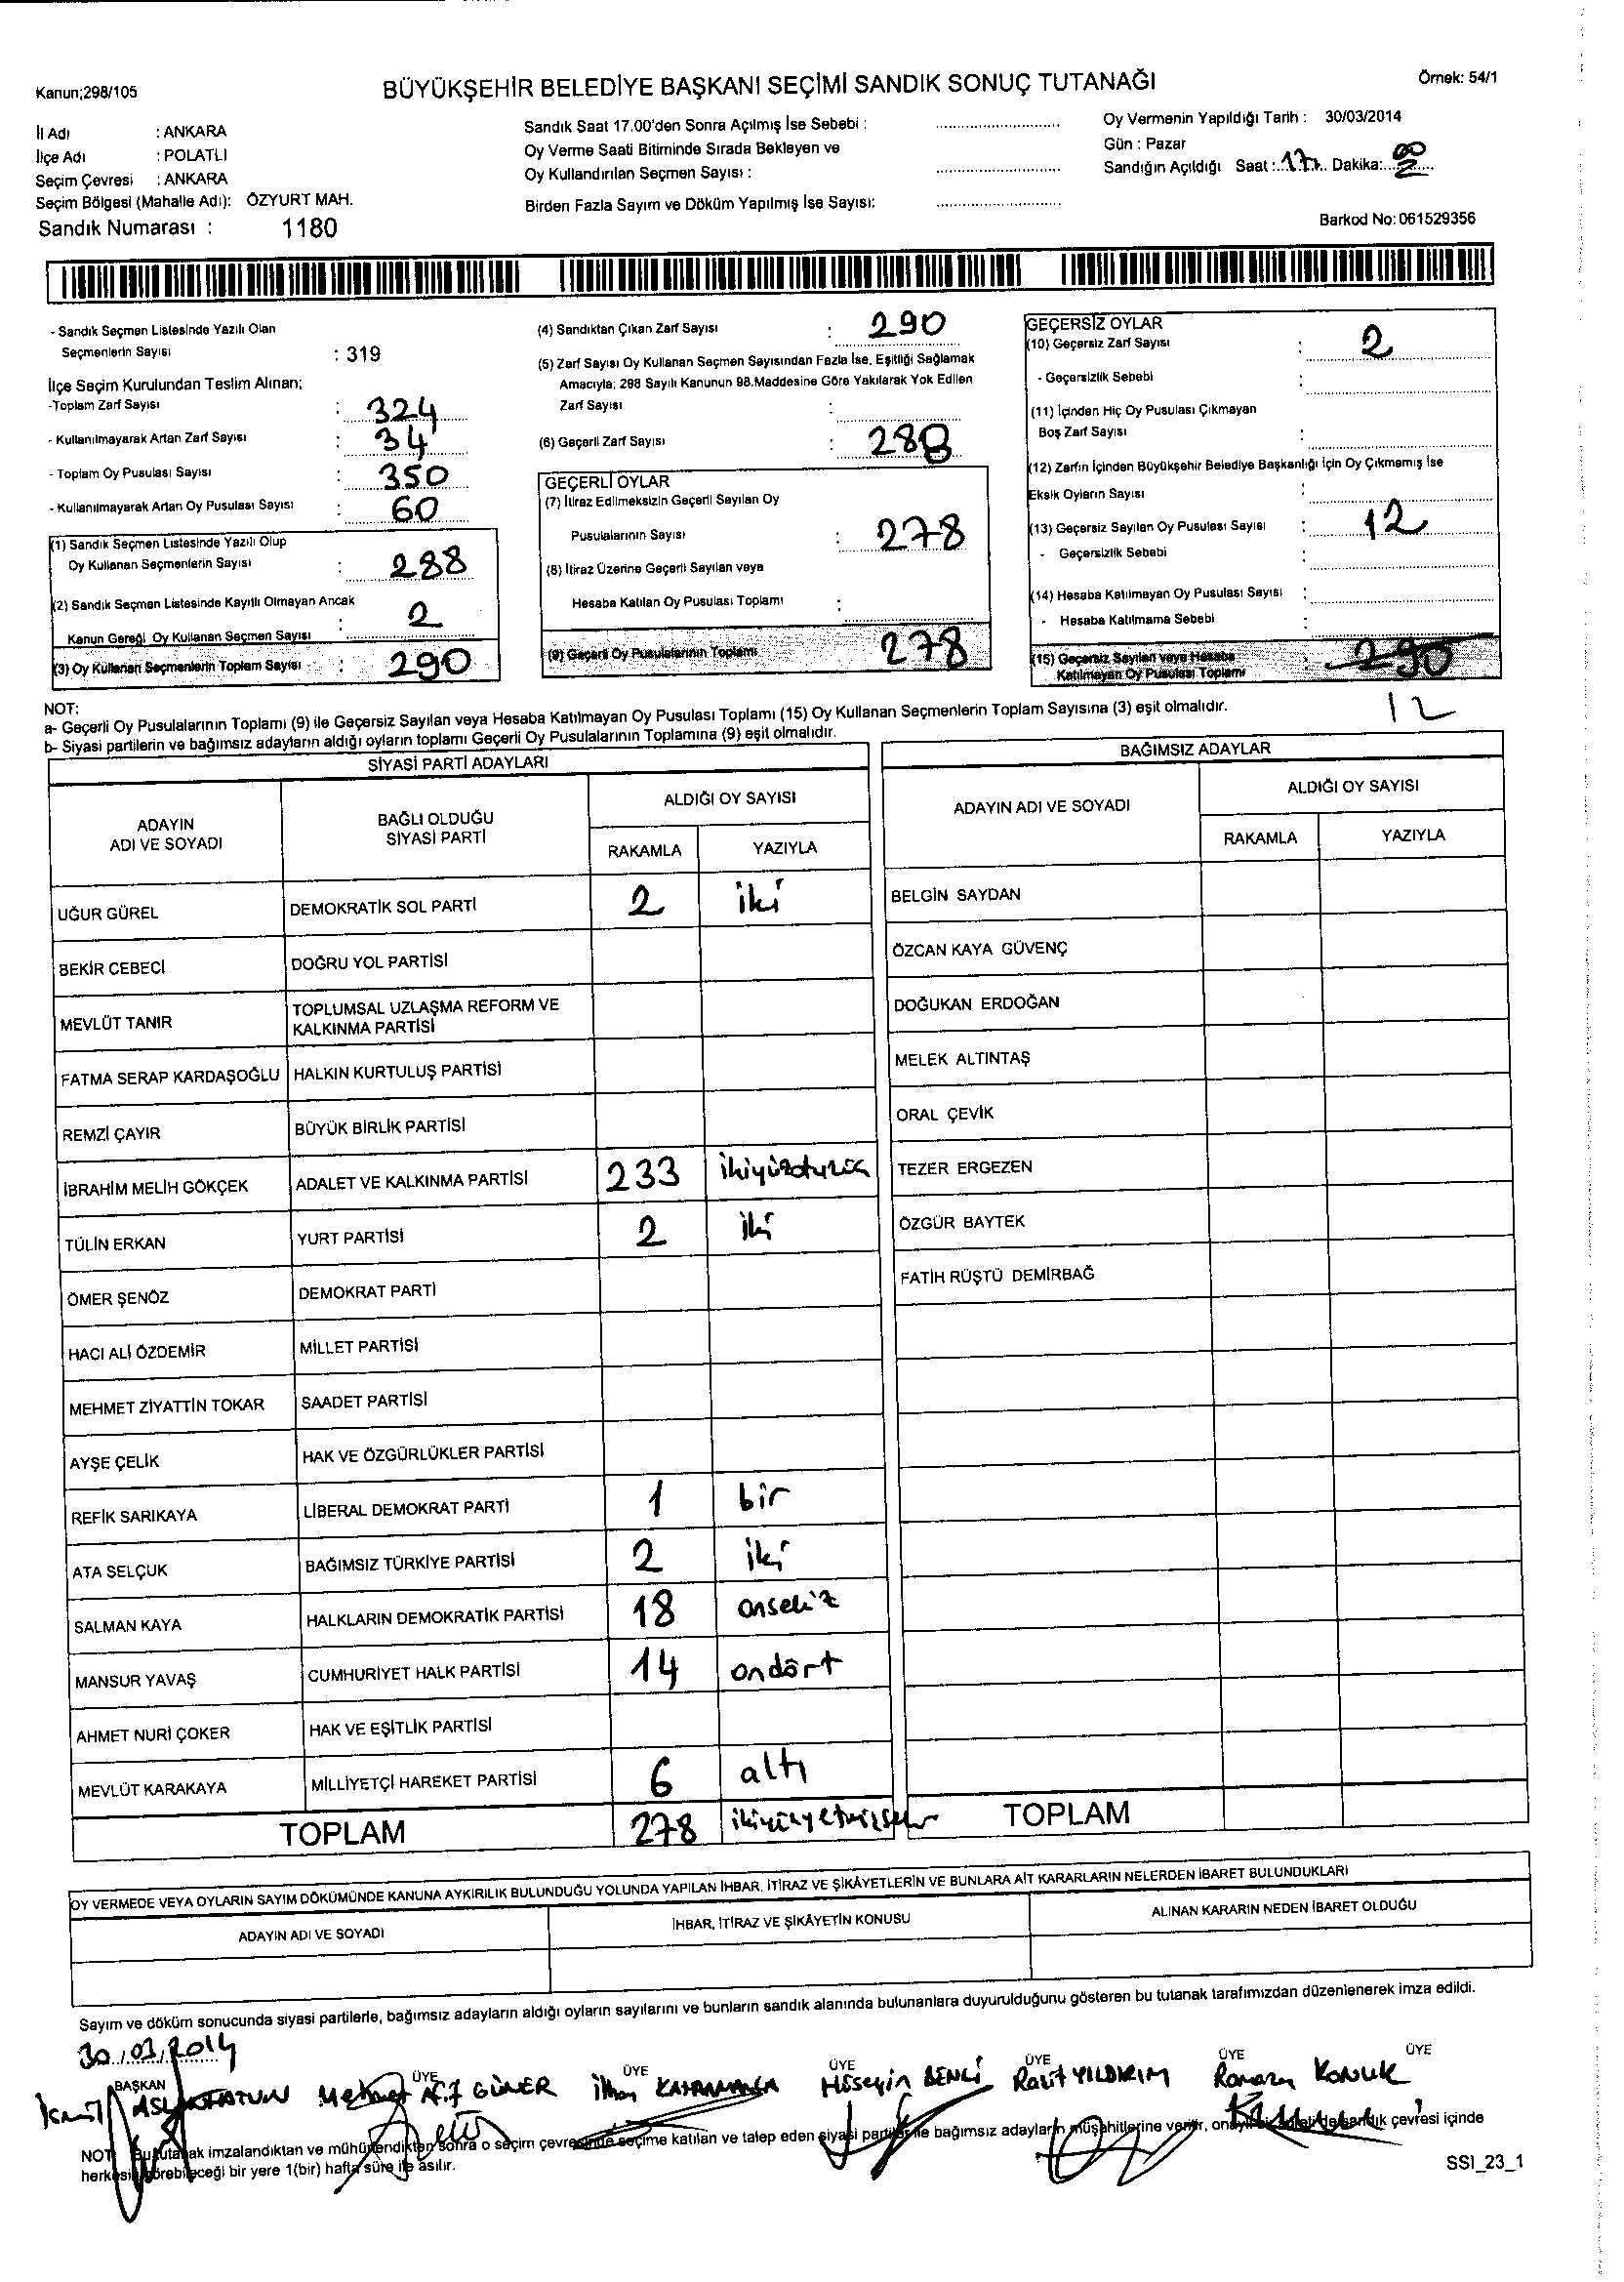 Kanun;298/105
BÜYÜKŞEHİR BELEDİYE BAŞKANI SEÇİMİ SANDIK SONUÇ TUTANAĞI
Örnek: 54/1
İl Adı : ANKARA
İlçe Adı : POLATLI
Seçim Çevresi : ANKARA
Seçim Bölgesi (Mahalle Adı): ÖZYURT MAH.
Sandık Numarası : 1180
Sandık Saat 17.00'den Sonra Açılmış İse Sebebi :
Oy Verme Saati Bitiminde Sırada Bekleyen ve
Oy Kullandırılan Seçmen Sayısı :
Birden Fazla Sayım ve Döküm Yapılmış İse Sayısı:
Oy Vermenin Yapıldığı Tarih : 30/03/2014
Gün : Pazar
Sandığın Açıldığı Saat : 17 Dakika: 00
Barkod No: 061529356
- Sandık Seçmen Listesinde Yazılı Olan
Seçmenlerin Sayısı : 319
İlçe Seçim Kurulundan Teslim Alınan;
-Toplam Zarf Sayısı : 324
- Kullanılmayarak Artan Zarf Sayısı : 34
- Toplam Oy Pusulası Sayısı : 350
- Kullanılmayarak Artan Oy Pusulası Sayısı : 60
(1) Sandık Seçmen Listesinde Yazılı Olup
Oy Kullanan Seçmenlerin Sayısı : 288
(2) Sandık Seçmen Listesinde Kayıtlı Olmayan Ancak
Kanun Gereği Oy Kullanan Seçmen Sayısı : 2
(3) Oy Kullanan Seçmenlerin Toplam Sayısı : 290
(4) Sandıktan Çıkan Zarf Sayısı : 290
(5) Zarf Sayısı Oy Kullanan Seçmen Sayısından Fazla İse, Eşitliği Sağlamak
Amacıyla; 298 Sayılı Kanunun 98.Maddesine Göre Yakılarak Yok Edilen
Zarf Sayısı :
(6) Geçerli Zarf Sayısı : 288
GEÇERLİ OYLAR
(7) İtiraz Edilmeksizin Geçerli Sayılan Oy
Pusulalarının Sayısı : 278
(8) İtiraz Üzerine Geçerli Sayılan veya
Hesaba Katılan Oy Pusulası Toplamı :
(9) Geçerli Oy Pusulalarının Toplamı 278
GEÇERSİZ OYLAR
(10) Geçersiz Zarf Sayısı : 2
- Geçersizlik Sebebi :
(11) İçinden Hiç Oy Pusulası Çıkmayan
Boş Zarf Sayısı :
(12) Zarfın İçinden Büyükşehir Belediye Başkanlığı İçin Oy Çıkmamış İse
Eksik Oyların Sayısı :
(13) Geçersiz Sayılan Oy Pusulası Sayısı : 12
- Geçersizlik Sebebi :
(14) Hesaba Katılmayan Oy Pusulası Sayısı :
- Hesaba Katılmama Sebebi :
(15) Geçersiz Sayılan veya Hesaba
Katılmayan Oy Pusulası Toplamı : 290
12
NOT:
a- Geçerli Oy Pusulalarının Toplamı (9) ile Geçersiz Sayılan veya Hesaba Katılmayan Oy Pusulası Toplamı (15) Oy Kullanan Seçmenlerin Toplam Sayısına (3) eşit olmalıdır.
b- Siyasi partilerin ve bağımsız adayların aldığı oyların toplamı Geçerli Oy Pusulalarının Toplamına (9) eşit olmalıdır.
SİYASİ PARTİ ADAYLARI
ADAYIN ADI VE SOYADI
BAĞLI OLDUĞU SİYASİ PARTİ
ALDIĞI OY SAYISI
RAKAMLA YAZIYLA
UĞUR GÜREL DEMOKRATİK SOL PARTİ 2 iki
BEKİR CEBECİ DOĞRU YOL PARTİSİ
MEVLÜT TANIR TOPLUMSAL UZLAŞMA REFORM VE KALKINMA PARTİSİ
FATMA SERAP KARDAŞOĞLU HALKIN KURTULUŞ PARTİSİ
REMZİ ÇAYIR BÜYÜK BİRLİK PARTİSİ
İBRAHİM MELİH GÖKÇEK ADALET VE KALKINMA PARTİSİ 233
TÜLİN ERKAN YURT PARTİSİ 2 iki
ÖMER ŞENÖZ DEMOKRAT PARTİ
HACI ALİ ÖZDEMİR MİLLET PARTİSİ
MEHMET ZİYATTİN TOKAR SAADET PARTİSİ
AYŞE ÇELİK HAK VE ÖZGÜRLÜKLER PARTİSİ
REFİK SARIKAYA LİBERAL DEMOKRAT PARTİ 1 bir
ATA SELÇUK BAĞIMSIZ TÜRKİYE PARTİSİ 2 iki
SALMAN KAYA HALKLARIN DEMOKRATİK PARTİSİ 18 onsekiz
MANSUR YAVAŞ CUMHURİYET HALK PARTİSİ 14 ondört
AHMET NURİ ÇOKER HAK VE EŞİTLİK PARTİSİ
MEVLÜT KARAKAYA MİLLİYETÇİ HAREKET PARTİSİ 6 altı
TOPLAM 278
BAĞIMSIZ ADAYLAR
ADAYIN ADI VE SOYADI
ALDIĞI OY SAYISI
RAKAMLA YAZIYLA
BELGİN SAYDAN
ÖZCAN KAYA GÜVENÇ
DOĞUKAN ERDOĞAN
MELEK ALTINTAŞ
ORAL ÇEVİK
TEZER ERGEZEN
ÖZGÜR BAYTEK
FATİH RÜŞTÜ DEMİRBAĞ
TOPLAM
OY VERMEDE VEYA OYLARIN SAYIM DÖKÜMÜNDE KANUNA AYKIRILIK BULUNDUĞU YOLUNDA YAPILAN İHBAR, İTİRAZ VE ŞİKÂYETLERİN VE BUNLARA AİT KARARLARIN NELERDEN İBARET BULUNDUKLARI
ADAYIN ADI VE SOYADI
İHBAR, İTİRAZ VE ŞİKÂYETİN KONUSU
ALINAN KARARIN NEDEN İBARET OLDUĞU
Sayım ve döküm sonucunda siyasi partilerle, bağımsız adayların aldığı oyların sayılarını ve bunların sandık alanında bulunanlara duyurulduğunu gösteren bu tutanak tarafımızdan düzenlenerek imza edildi.
30.03.2014
BAŞKAN ÜYE ÜYE ÜYE ÜYE ÜYE ÜYE
Mehmet GÜNER İlhan Hüseyin DENLİ Raşit YILDIRIM Ramazan KONUK
NOT: Bu tutanak imzalandıktan ve mühürlendikten sonra o seçim çevresinde seçime katılan ve talep eden siyasi partiler ile bağımsız adayların müşahitlerine verilir, onaylı bir sureti de sandık çevresi içinde
herkesin görebileceği bir yere 1(bir) hafta süre ile asılır.
SSI_23_1